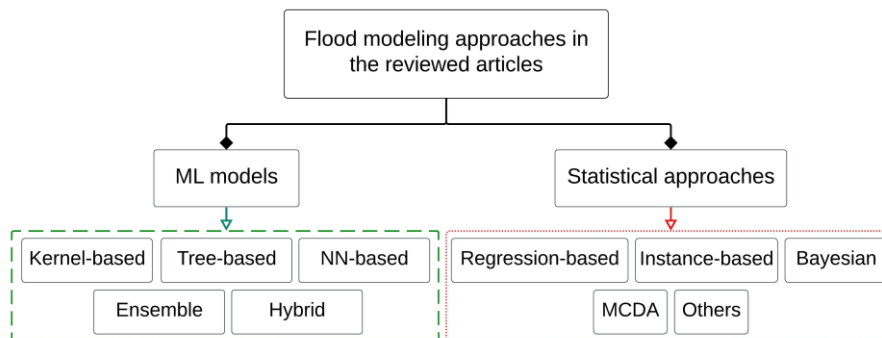 Flood modeling approaches in
the reviewed articles
ML models
Statistical approaches
Kernel-based
Tree-based
NN-based
Ensemble
Hybrid
Regression-based
Instance-based
Bayesian
MCDA
Others